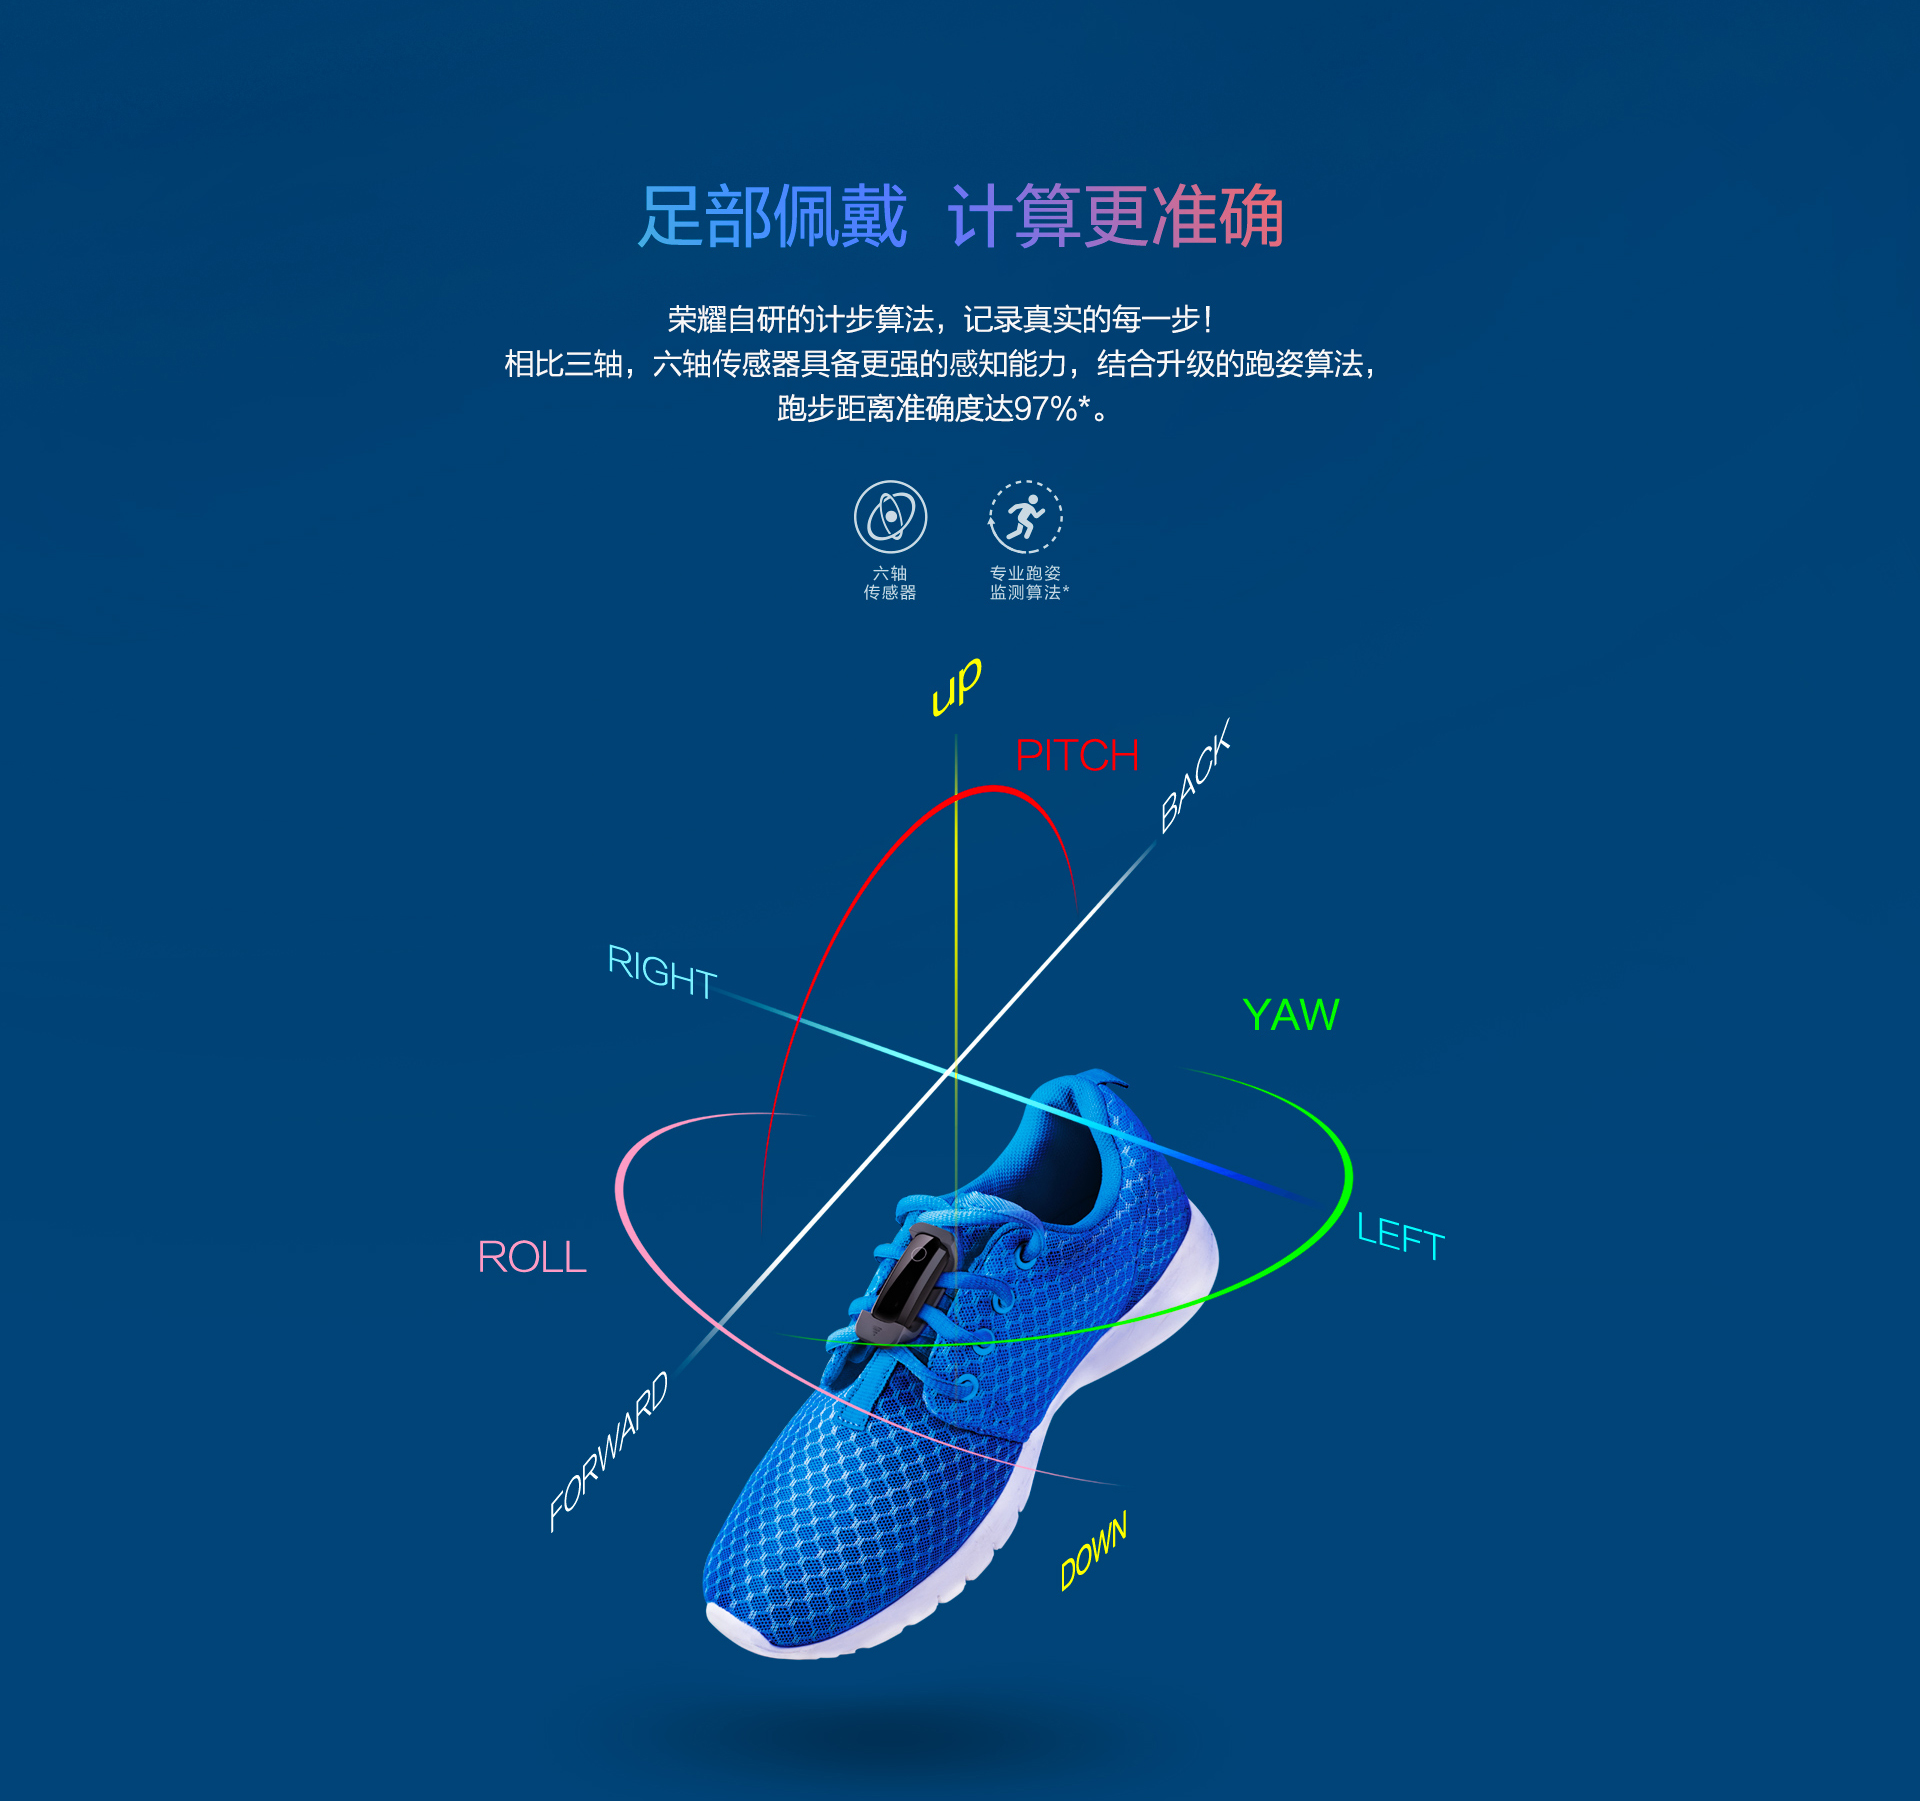 足部佩戴 计算更准确
荣耀自研的计步算法，记录真实的每一步！
相比三轴，六轴传感器具备更强的感知能力，结合升级的跑姿算法，
跑步距离准确度达97%*。
六轴
传感器
专业跑姿
监测算法*
UP
PITCH
BACK
RIGHT
YAW
LEFT
ROLL
FORWARD
DOWN